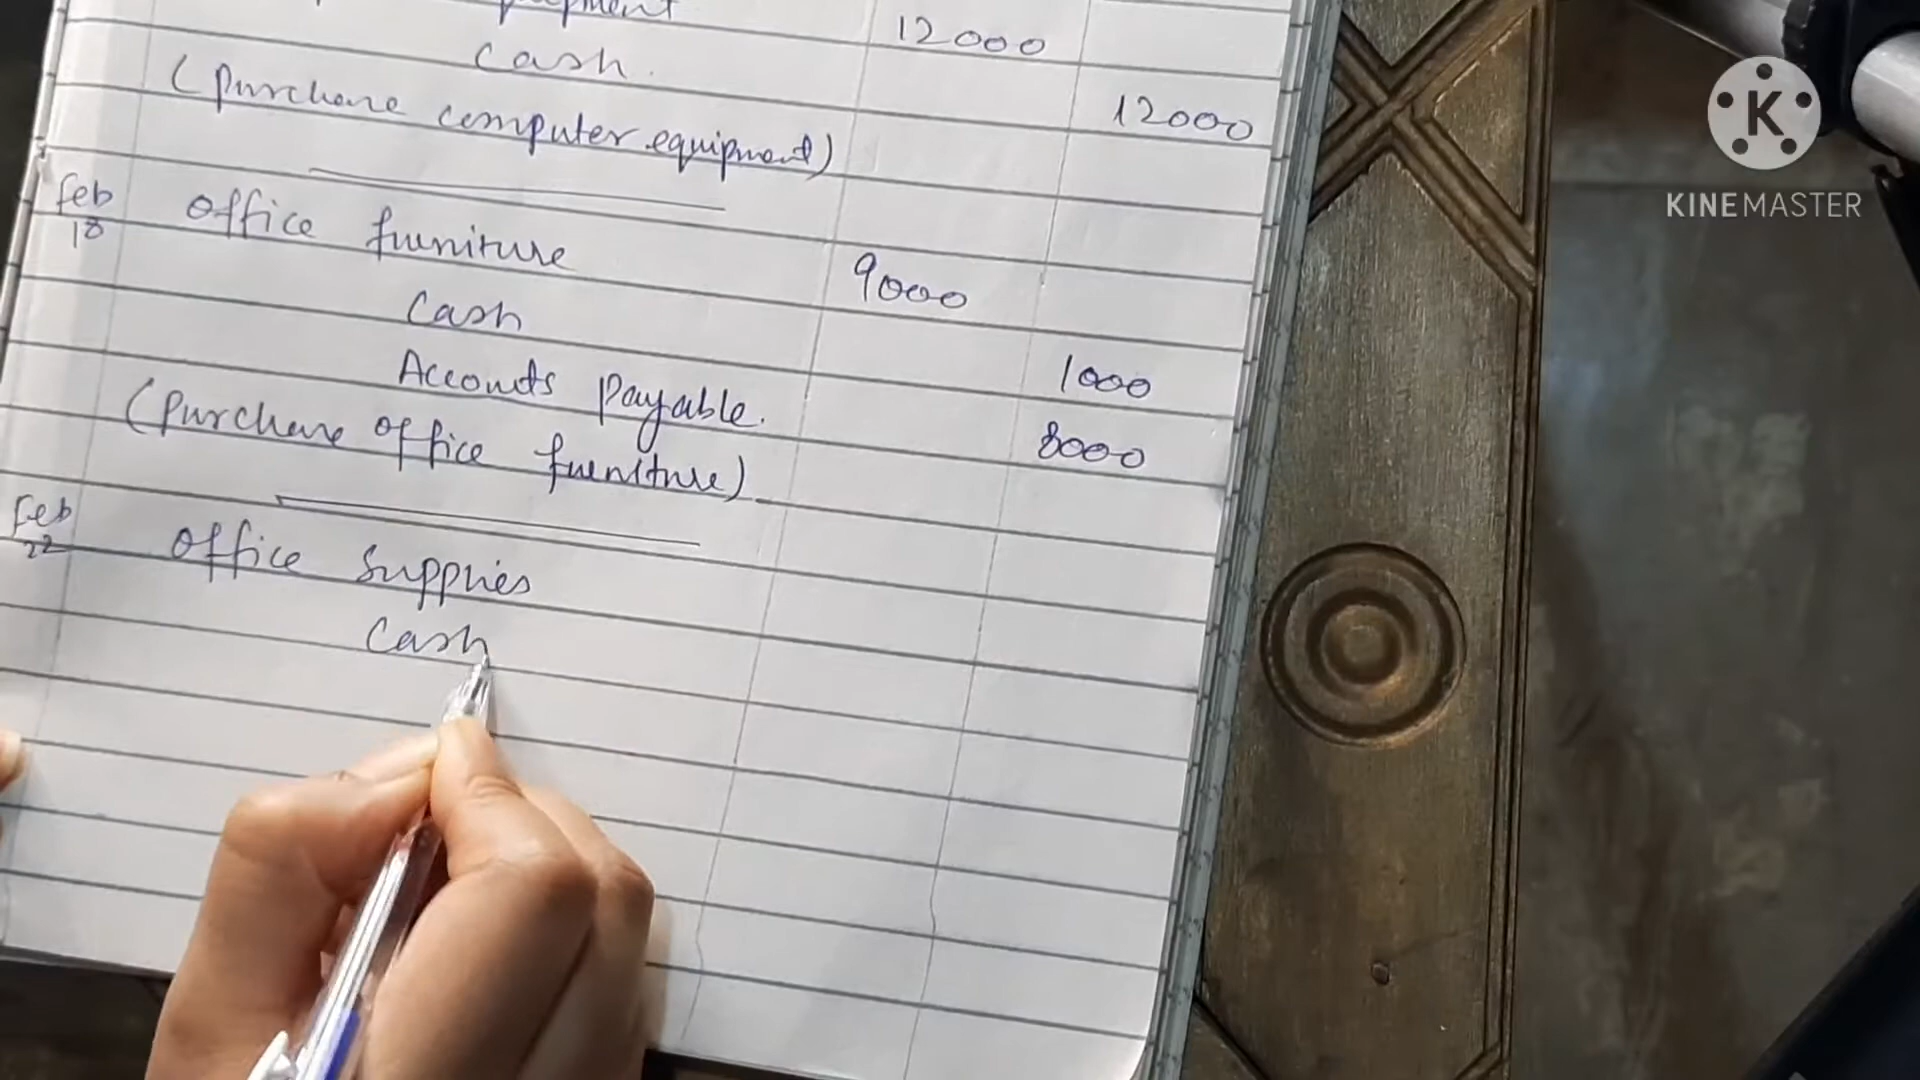 12000
Cash.
12000
(Purchase computer equipment)
Feb
18
Office furniture
9000
Cash
1000
Accounts Payable.
8000
(Purchase office furniture)
Feb
22
Office Supplies
Cash
K
KINEMASTER